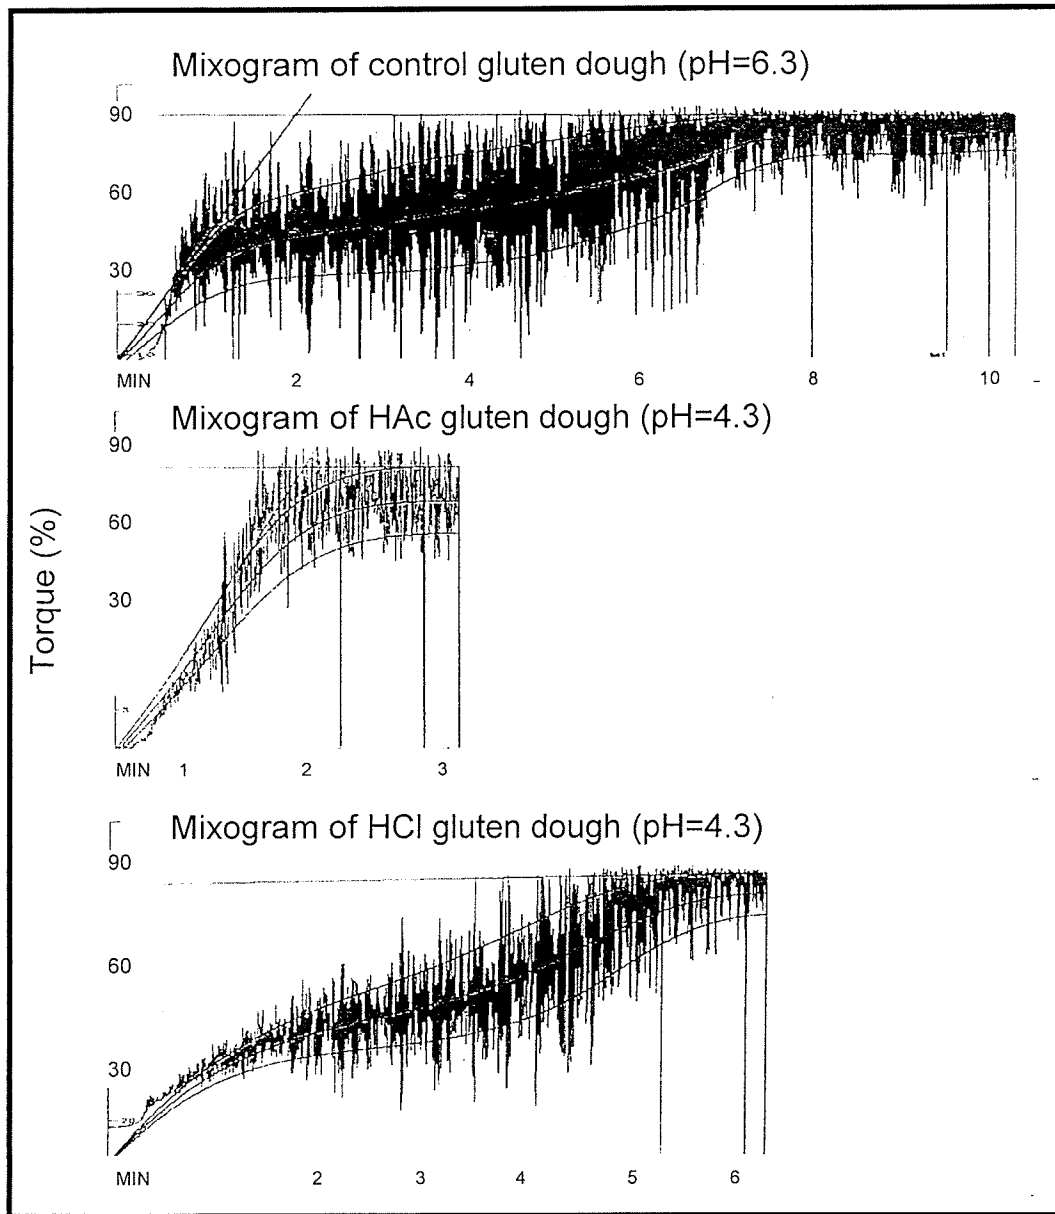 Mixogram of control gluten dough (pH=6.3)
90
60
30
MIN 2 4 6 8 10
Mixogram of HAc gluten dough (pH=4.3)
90
60
30
MIN 1 2 3
Torque (%)
Mixogram of HCl gluten dough (pH=4.3)
90
60
30
MIN 2 3 4 5 6